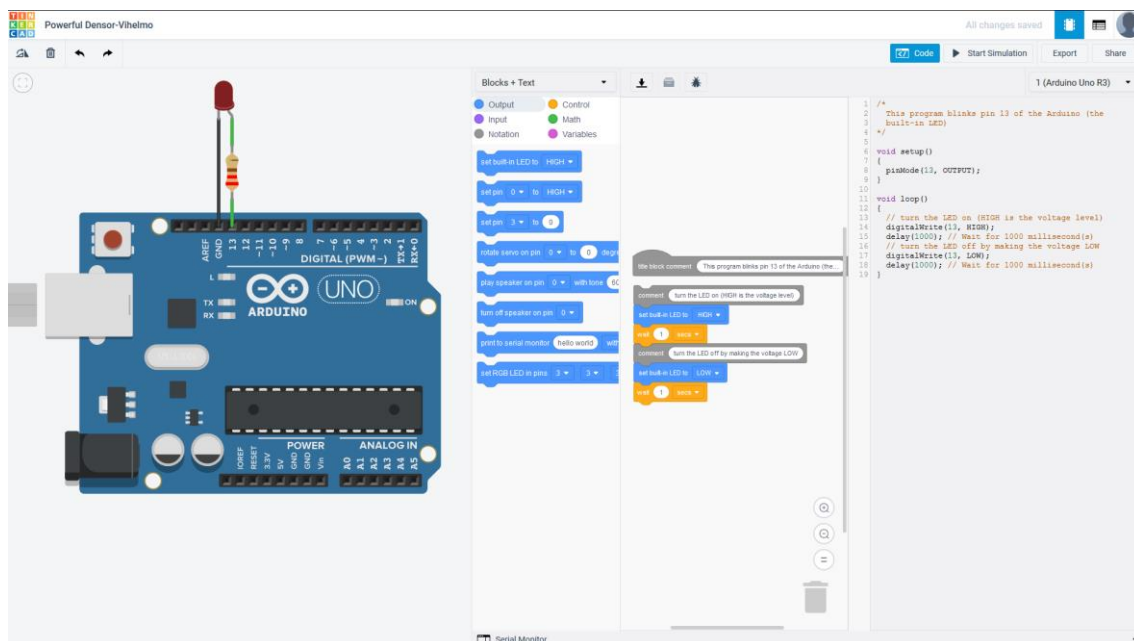 TIN
KER
CAD
Powerful Densor-Vihelmo
All changes saved
Code
Start Simulation
Export
Share
Blocks + Text
1 (Arduino Uno R3)
Output
Control
Input
Math
Notation
Variables
set built-in LED to HIGH
set pin 0 to HIGH
set pin 3 to 0
rotate servo on pin 0 to 0 degre
play speaker on pin 0 with tone 60
turn off speaker on pin 0
print to serial monitor hello world with
set RGB LED in pins 3 3 3
title block comment This program blinks pin 13 of the Arduino (the...
comment turn the LED on (HIGH is the voltage level)
set built-in LED to HIGH
wait 1 secs
comment turn the LED off by making the voltage LOW
set built-in LED to LOW
wait 1 secs
1 /*
2 This program blinks pin 13 of the Arduino (the
3 built-in LED)
4 */
5
6 void setup()
7 {
8 pinMode(13, OUTPUT);
9 }
10
11 void loop()
12 {
13 // turn the LED on (HIGH is the voltage level)
14 digitalWrite(13, HIGH);
15 delay(1000); // Wait for 1000 millisecond(s)
16 // turn the LED off by making the voltage LOW
17 digitalWrite(13, LOW);
18 delay(1000); // Wait for 1000 millisecond(s)
19 }
AREF
GND
13
12
~11
~10
~9
8
7
~6
~5
4
~3
2
TX→1
RX←0
DIGITAL (PWM~)
L
TX
RX
ARDUINO
UNO
ON
POWER
ANALOG IN
IOREF
RESET
3.3V
5V
GND
GND
Vin
A0
A1
A2
A3
A4
A5
Serial Monitor